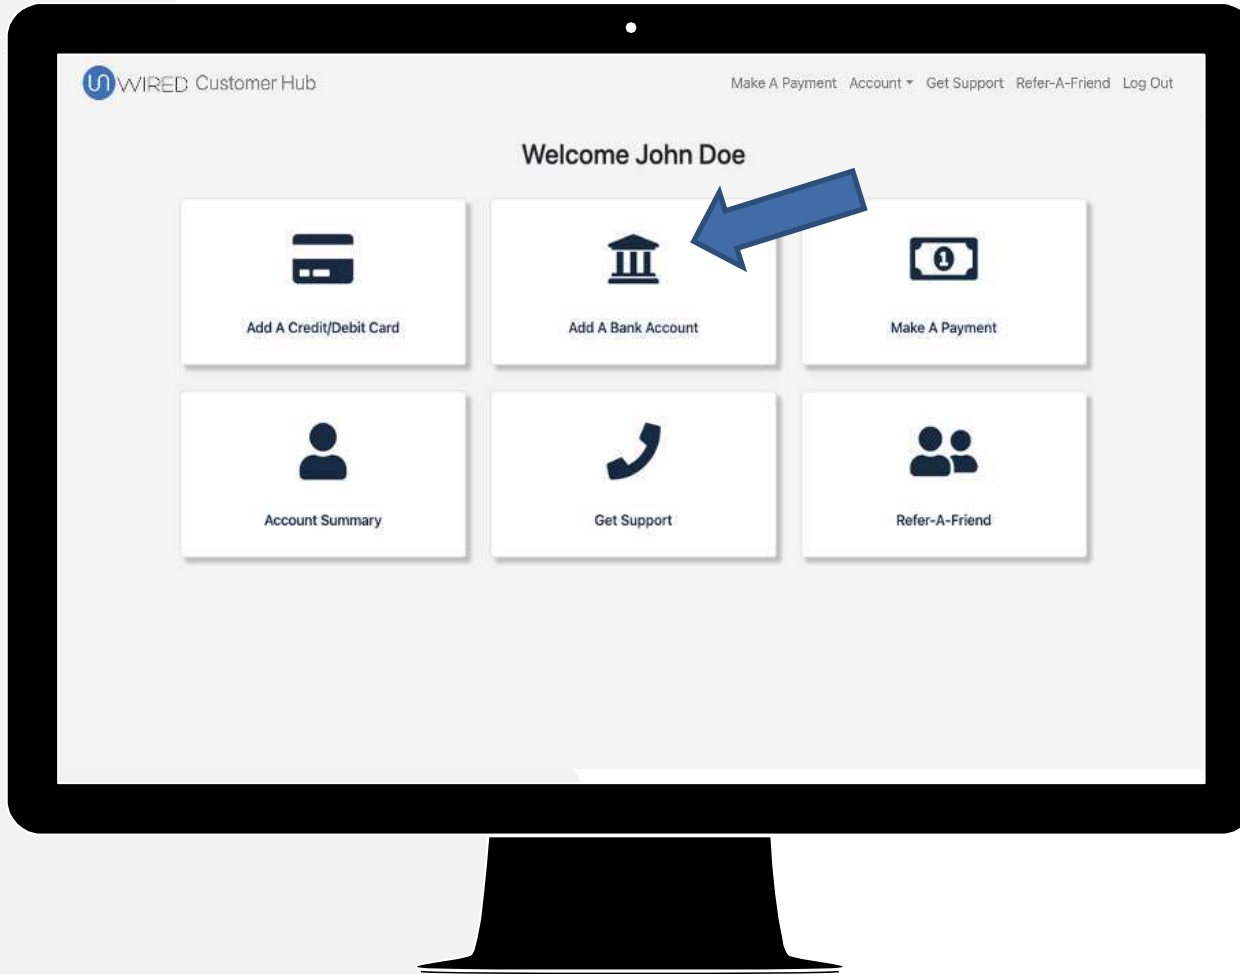 un WIRED Customer Hub Make A Payment Account Get Support Refer-A-Friend Log Out
Welcome John Doe
Add A Credit/Debit Card Add A Bank Account Make A Payment
Account Summary Get Support Refer-A-Friend